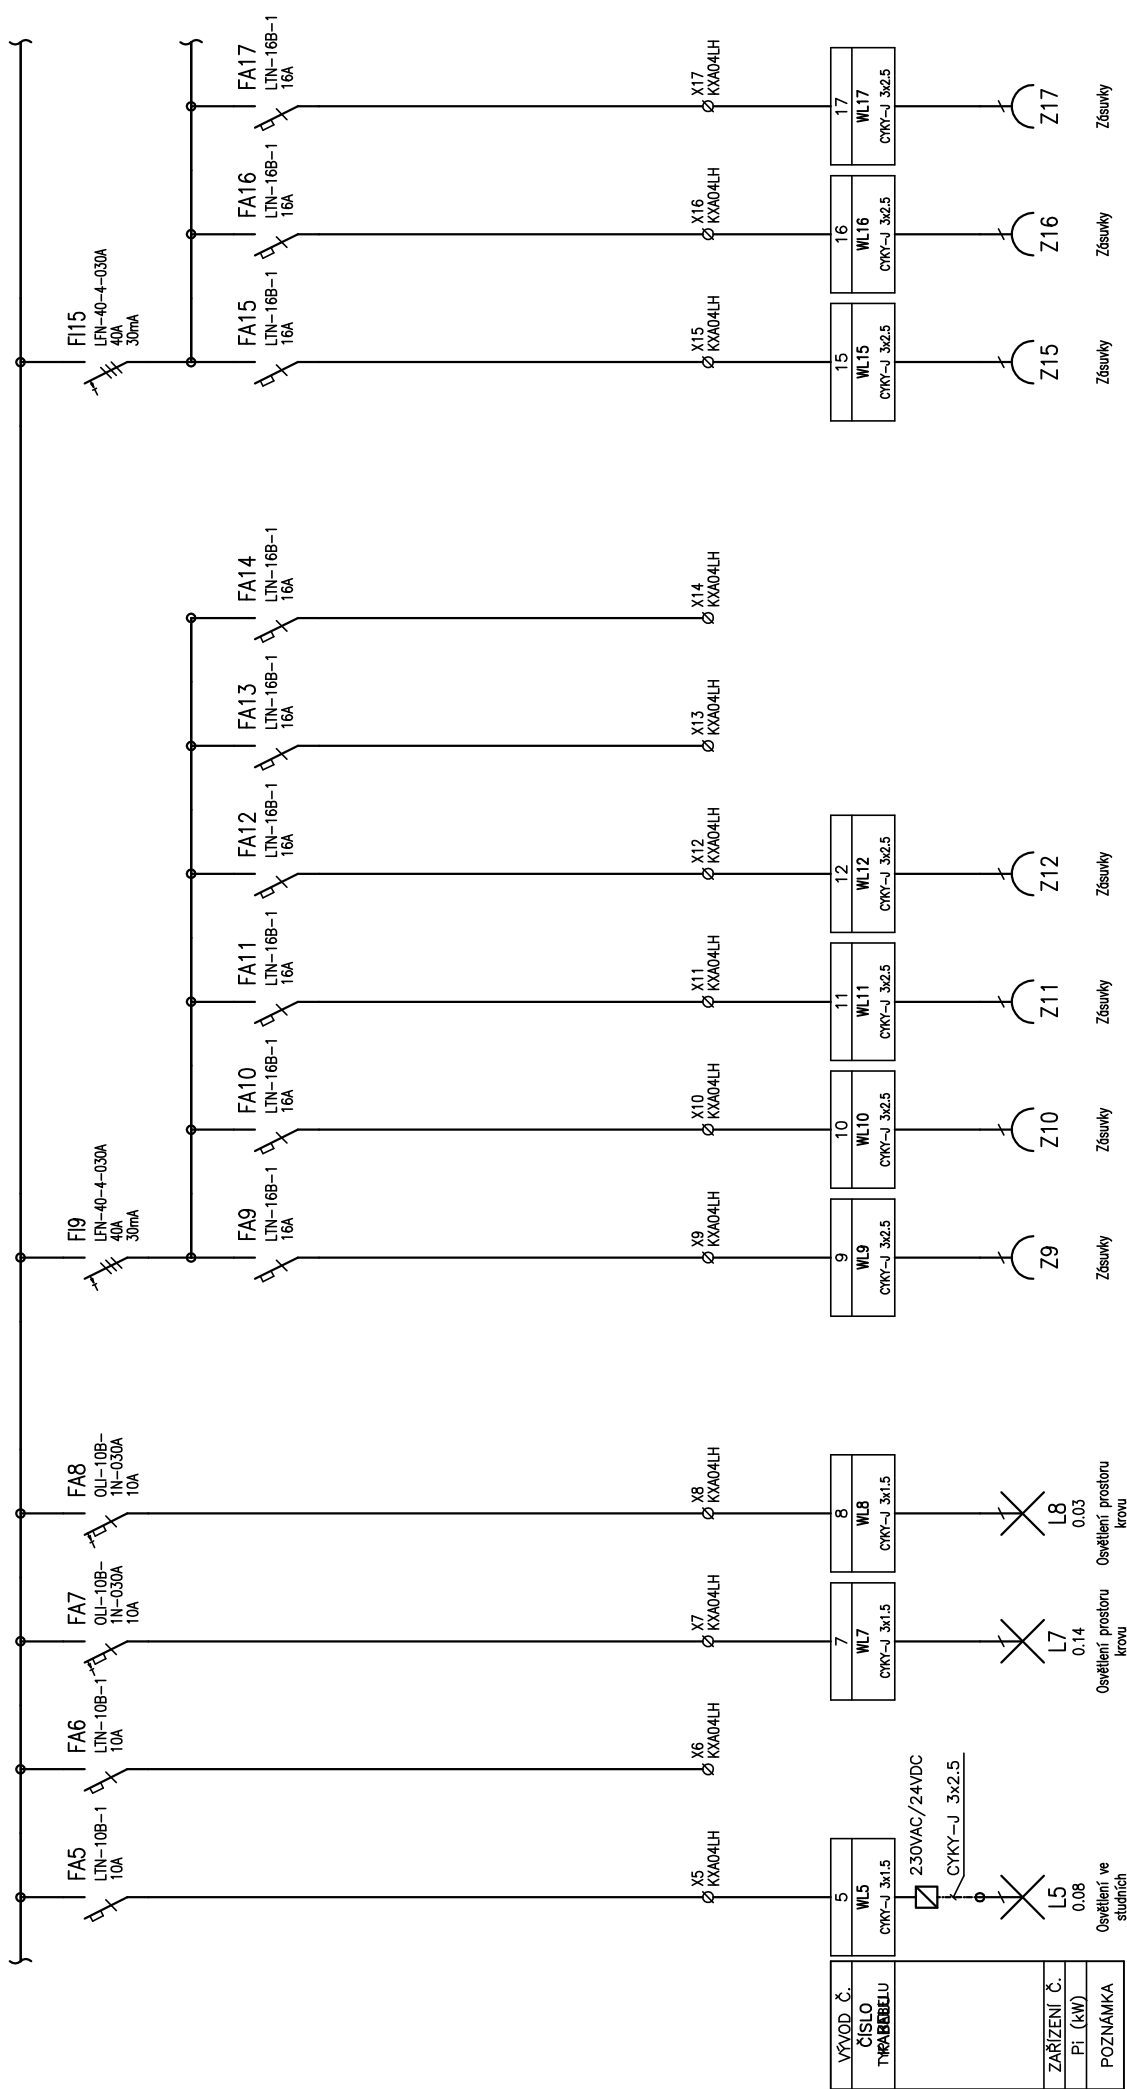 FA5
LTN-10B-1
10A
FA6
LTN-10B-1
10A
FA7
OLI-10B-
1N-030A
10A
FA8
OLI-10B-
1N-030A
10A
FI9
LFN-40-4-030A
40A
30mA
FI15
LFN-40-4-030A
40A
30mA
FA9
LTN-16B-1
16A
FA10
LTN-16B-1
16A
FA11
LTN-16B-1
16A
FA12
LTN-16B-1
16A
FA13
LTN-16B-1
16A
FA14
LTN-16B-1
16A
FA15
LTN-16B-1
16A
FA16
LTN-16B-1
16A
FA17
LTN-16B-1
16A
X5
KXA04LH
X6
KXA04LH
X7
KXA04LH
X8
KXA04LH
X9
KXA04LH
X10
KXA04LH
X11
KXA04LH
X12
KXA04LH
X13
KXA04LH
X14
KXA04LH
X15
KXA04LH
X16
KXA04LH
X17
KXA04LH
VÝVOD Č.
5
7
8
9
10
11
12
15
16
17
ČÍSLO
WL5
WL7
WL8
WL9
WL10
WL11
WL12
WL15
WL16
WL17
CYKY-J 3x1.5
CYKY-J 3x1.5
CYKY-J 3x1.5
CYKY-J 3x2.5
CYKY-J 3x2.5
CYKY-J 3x2.5
CYKY-J 3x2.5
CYKY-J 3x2.5
CYKY-J 3x2.5
CYKY-J 3x2.5
230VAC/24VDC
CYKY-J 3x2.5
ZAŘÍZENÍ Č.
L5
L7
L8
Z9
Z10
Z11
Z12
Z15
Z16
Z17
Pi (kW)
0.08
0.14
0.03
POZNÁMKA
Osvětlení ve
studních
Osvětlení prostoru
krovu
Osvětlení prostoru
krovu
Zásuvky
Zásuvky
Zásuvky
Zásuvky
Zásuvky
Zásuvky
Zásuvky